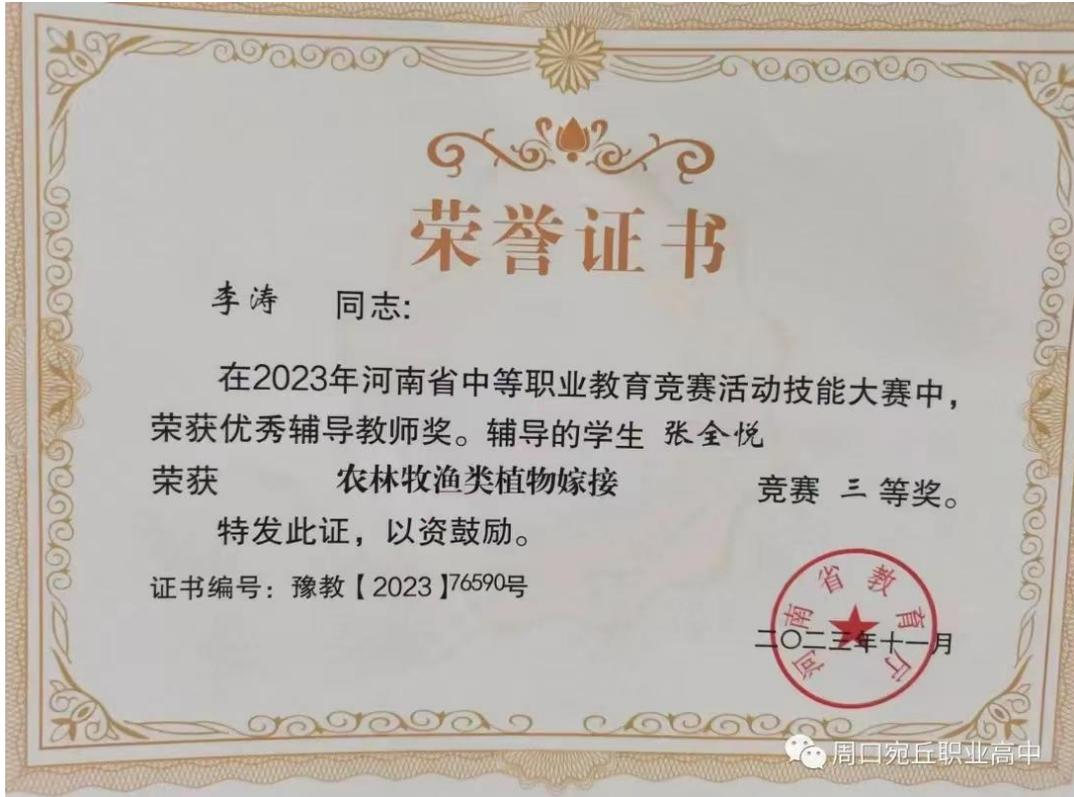 荣誉证书
李涛 同志:
在2023年河南省中等职业教育竞赛活动技能大赛中,
荣获优秀辅导教师奖。辅导的学生 张全悦
荣获 农林牧渔类植物嫁接 竞赛 三 等奖。
特发此证，以资鼓励。
证书编号：豫教【2023】76590号
河南省教育厅
二〇二三年十一月
周口宛丘职业高中